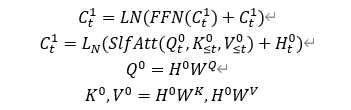 C_t^1 = LN(FFN(C_t^1) + C_t^1)↵
C_t^1 = L_N(SlfAtt(Q_t^0, K_{≤t}^0, V_{≤t}^0) + H_t^0)↵
Q^0 = H^0W^Q↵
K^0, V^0 = H^0W^K, H^0W^V